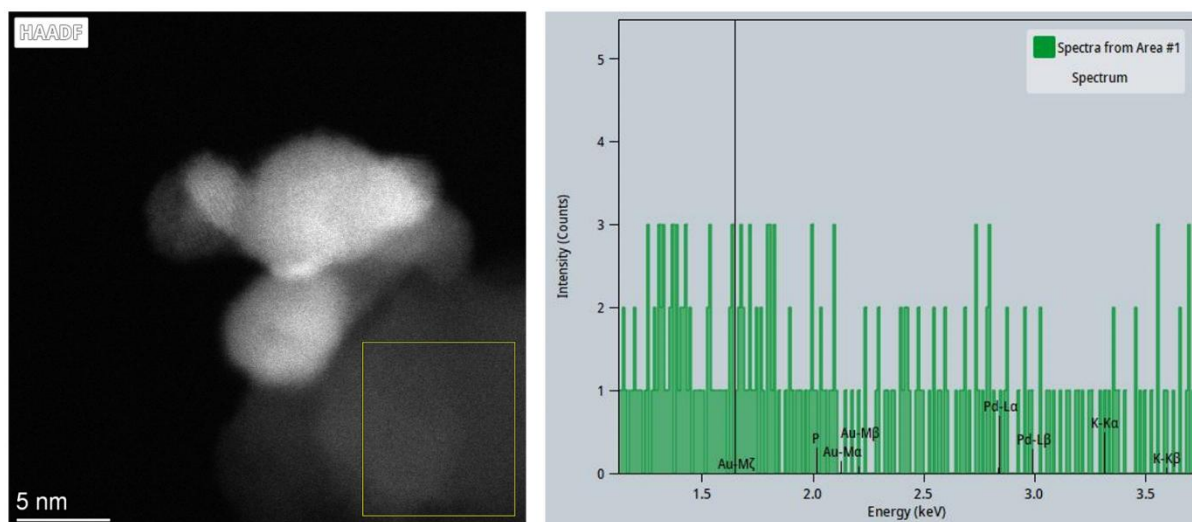 HAADF
5 nm
Spectra from Area #1
Spectrum
Intensity (Counts)
5
4
3
2
1
0
Au-Mζ
P
Au-Mα
Au-Mβ
Pd-Lα
Pd-Lβ
K-Kα
K-Kβ
1.5 2.0 2.5 3.0 3.5
Energy (keV)